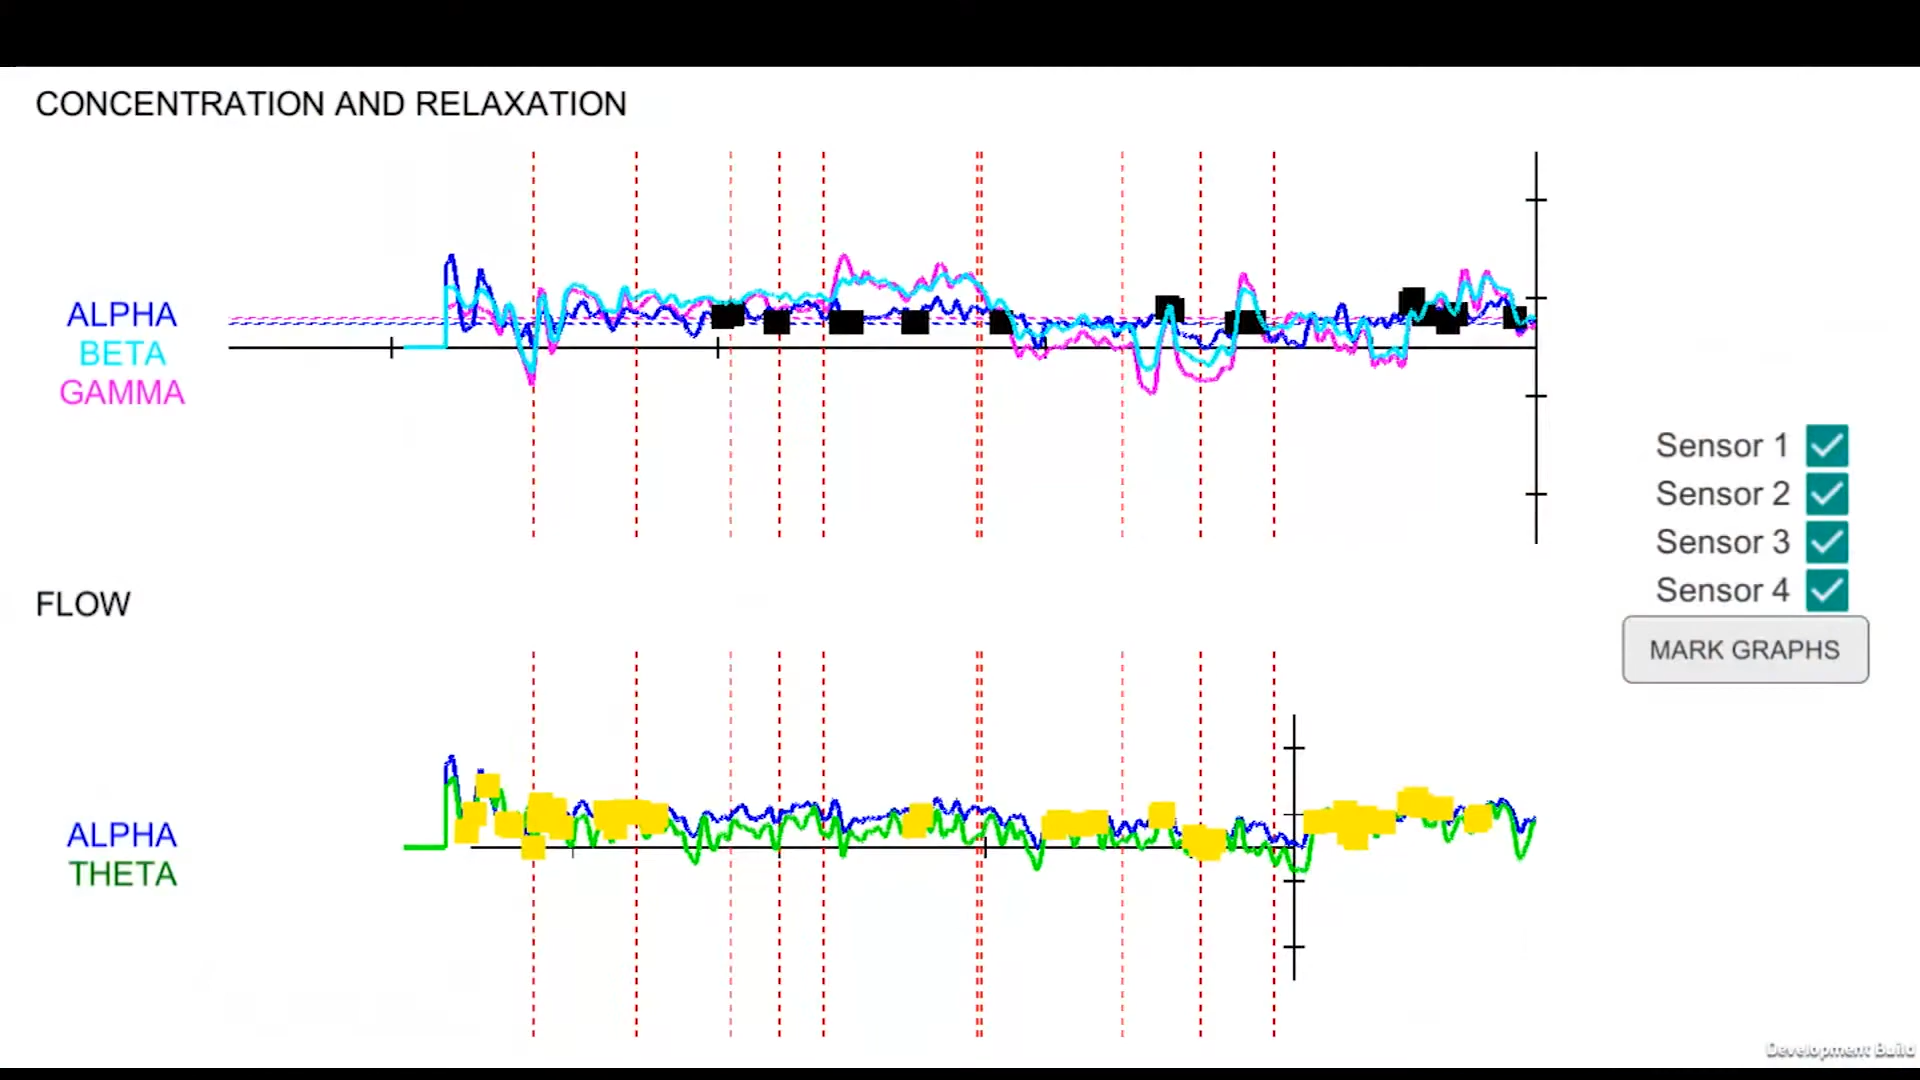 CONCENTRATION AND RELAXATION
ALPHA
BETA
GAMMA
Sensor 1
Sensor 2
Sensor 3
Sensor 4
MARK GRAPHS
FLOW
ALPHA
THETA
Development Build